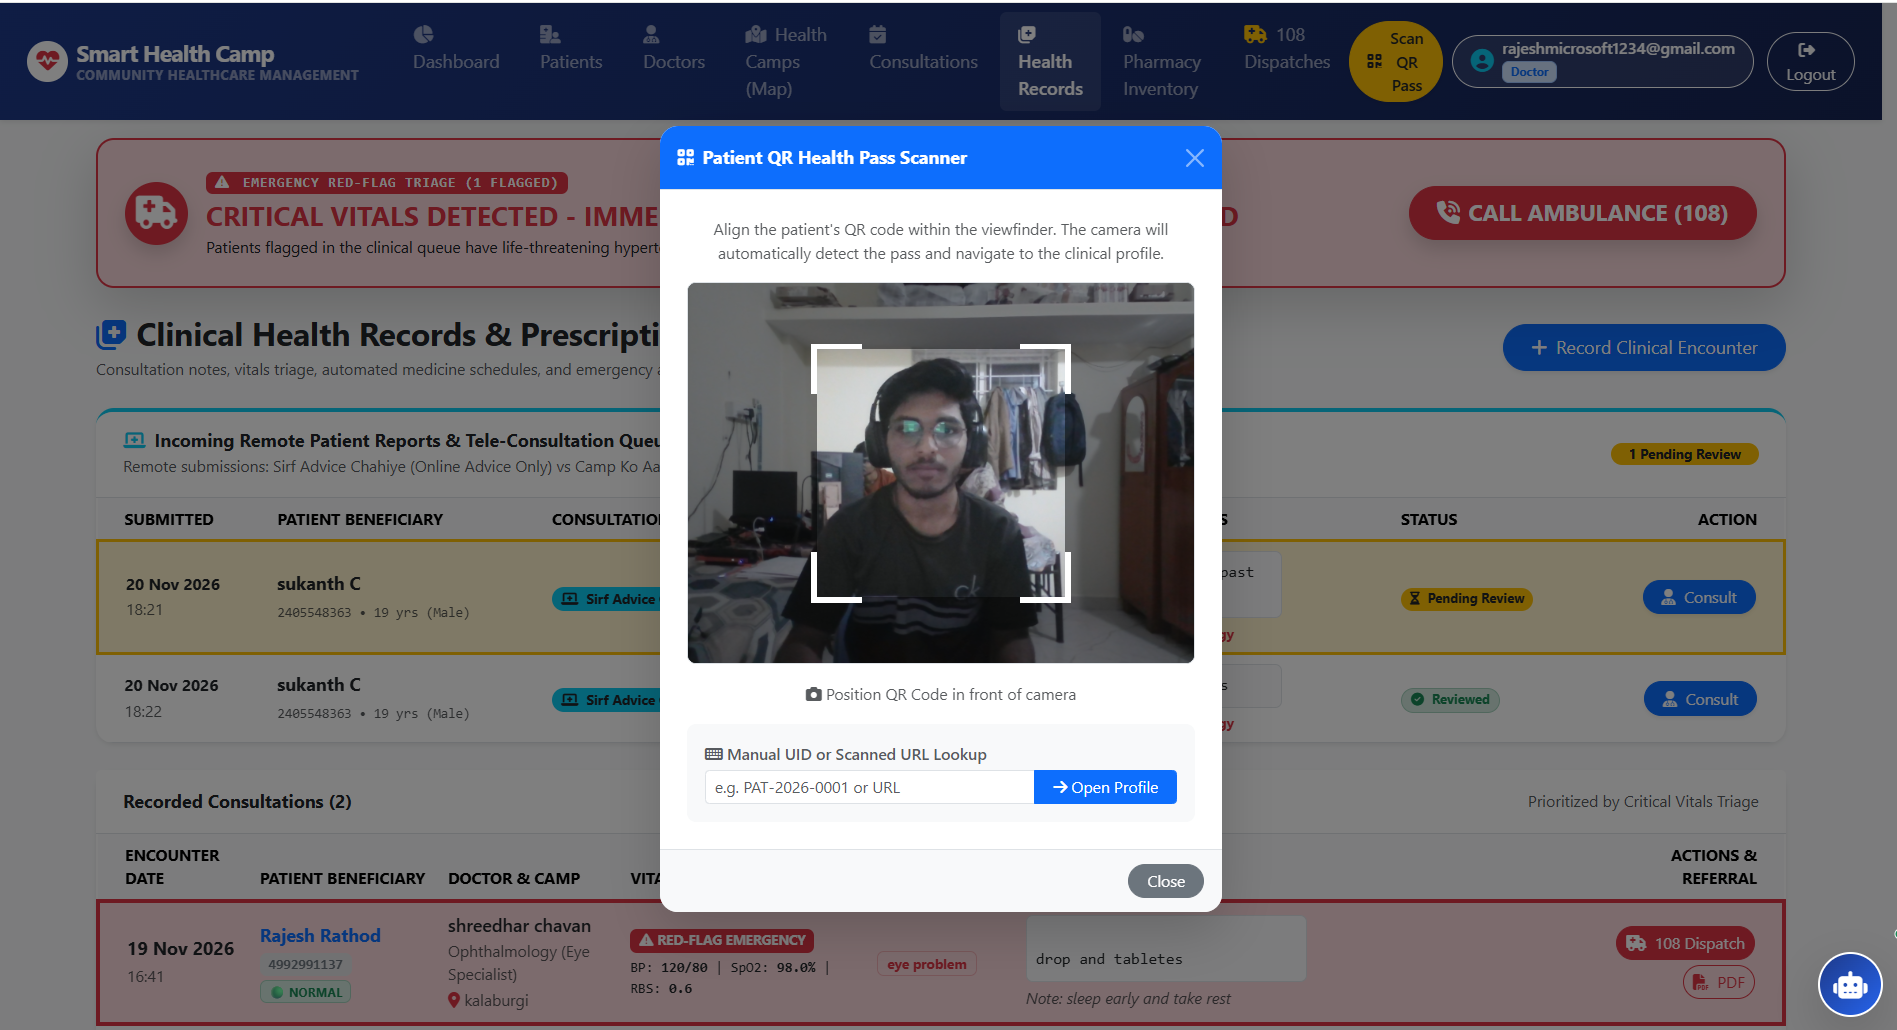 Smart Health Camp
COMMUNITY HEALTHCARE MANAGEMENT
Dashboard
Patients
Doctors
Health
Camps
(Map)
Consultations
Health
Records
Pharmacy
Inventory
108
Dispatches
Scan
QR
Pass
rajeshmicrosoft1234@gmail.com
Doctor
Logout
Patient QR Health Pass Scanner
EMERGENCY RED-FLAG TRIAGE (1 FLAGGED)
CRITICAL VITALS DETECTED - IMME
D
Patients flagged in the clinical queue have life-threatening hyperte
CALL AMBULANCE (108)
Align the patient's QR code within the viewfinder. The camera will
automatically detect the pass and navigate to the clinical profile.
Clinical Health Records & Prescripti
Consultation notes, vitals triage, automated medicine schedules, and emergency a
Record Clinical Encounter
Incoming Remote Patient Reports & Tele-Consultation Queu
Remote submissions: Sirf Advice Chahiye (Online Advice Only) vs Camp Ko Aa
1 Pending Review
SUBMITTED
PATIENT BENEFICIARY
CONSULTATIO
S
STATUS
ACTION
20 Nov 2026
18:21
sukanth C
2405548363 • 19 yrs (Male)
Sirf Advice
past
gy
Pending Review
Consult
20 Nov 2026
18:22
sukanth C
2405548363 • 19 yrs (Male)
Sirf Advice
s
gy
Reviewed
Consult
ck
Position QR Code in front of camera
Manual UID or Scanned URL Lookup
e.g. PAT-2026-0001 or URL
Open Profile
Close
Recorded Consultations (2)
Prioritized by Critical Vitals Triage
ENCOUNTER
DATE
PATIENT BENEFICIARY
DOCTOR & CAMP
VITA
ACTIONS &
REFERRAL
19 Nov 2026
16:41
Rajesh Rathod
4992991137
NORMAL
shreedhar chavan
Ophthalmology (Eye
Specialist)
kalaburgi
RED-FLAG EMERGENCY
BP: 120/80 | SpO2: 98.0% |
RBS: 0.6
eye problem
drop and tabletes
Note: sleep early and take rest
108 Dispatch
PDF